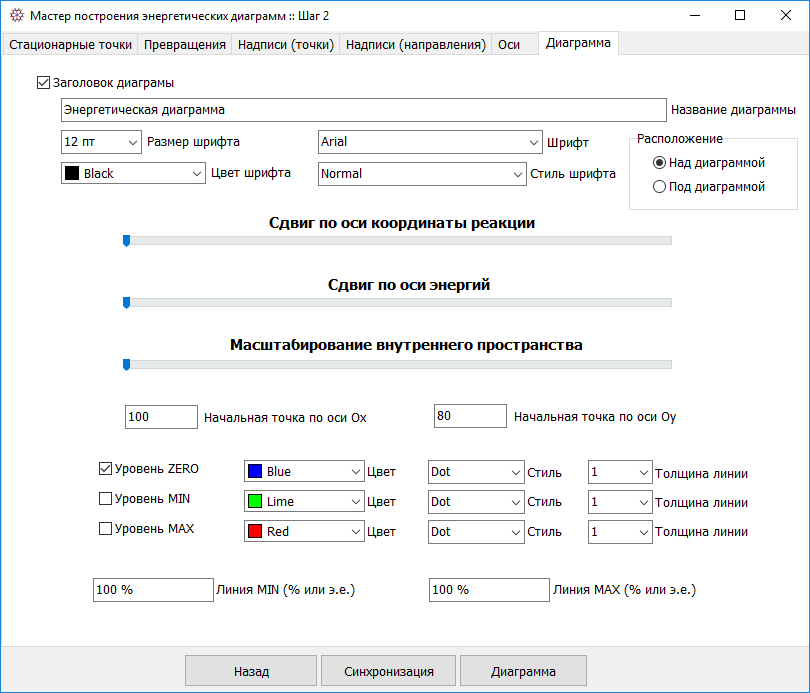 Мастер построения энергетических диаграмм :: Шаг 2
Стационарные точки Превращения Надписи (точки) Надписи (направления) Оси Диаграмма
Заголовок диаграмы
Энергетическая диаграмма Название диаграммы
12 пт Размер шрифта Arial Шрифт
Расположение
Black Цвет шрифта Normal Стиль шрифта
Над диаграммой
Под диаграммой
Сдвиг по оси координаты реакции
Сдвиг по оси энергий
Масштабирование внутреннего пространства
100 Начальная точка по оси Ox 80 Начальная точка по оси Oy
Уровень ZERO Blue Цвет Dot Стиль 1 Толщина линии
Уровень MIN Lime Цвет Dot Стиль 1 Толщина линии
Уровень MAX Red Цвет Dot Стиль 1 Толщина линии
100 % Линия MIN (% или э.е.) 100 % Линия MAX (% или э.е.)
Назад Синхронизация Диаграмма